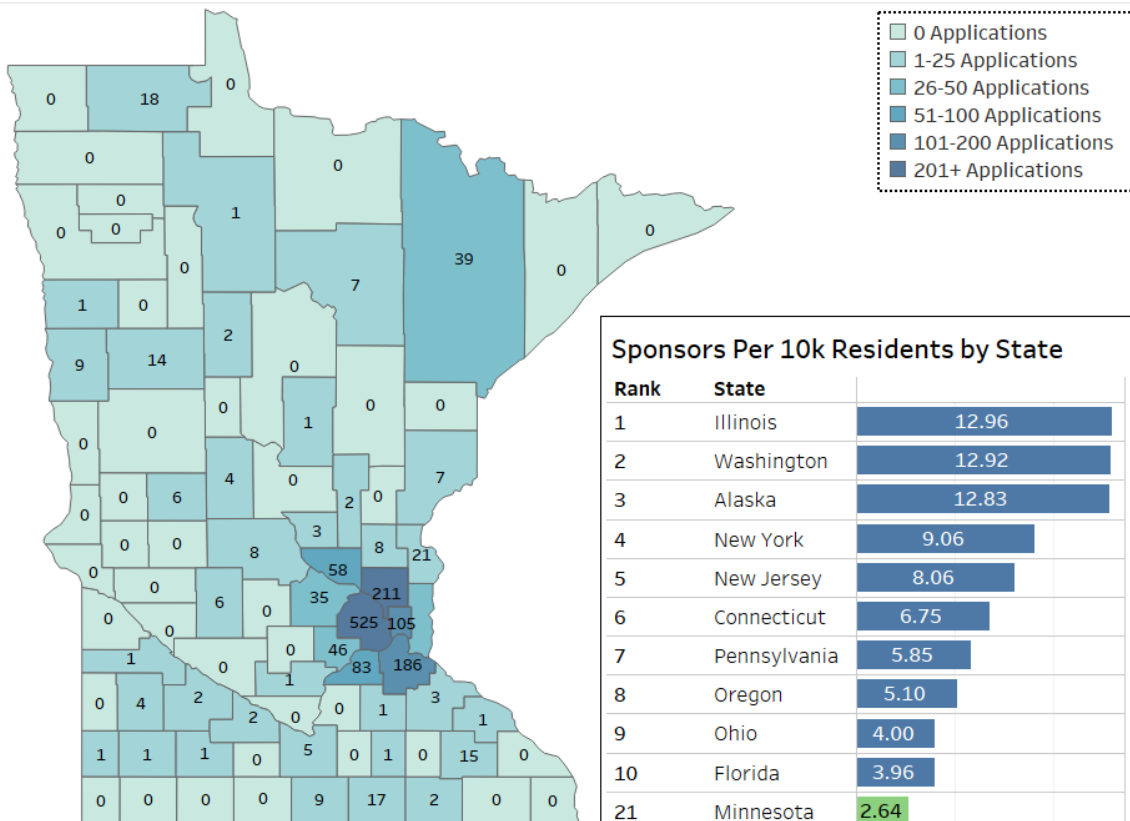 0 Applications
1-25 Applications
26-50 Applications
51-100 Applications
101-200 Applications
201+ Applications
0
0 18
0
0
0
0
1
0
0
0
39
0
0
7
1 0
2
9 14
0
0
0
0
1
0
0
7
4
0
0 6
2 0
0
3
8
21
0 0
8
58
0
0
6
0
35
211
525 105
0
0
0
46
83 186
1
0
1
0 4 2
2 0
0 1
3
1
1 1 1 0 5 0 1 0 15 0
0 0 0 0 9 17 2 0 0
Sponsors Per 10k Residents by State
Rank State
1 Illinois 12.96
2 Washington 12.92
3 Alaska 12.83
4 New York 9.06
5 New Jersey 8.06
6 Connecticut 6.75
7 Pennsylvania 5.85
8 Oregon 5.10
9 Ohio 4.00
10 Florida 3.96
21 Minnesota 2.64